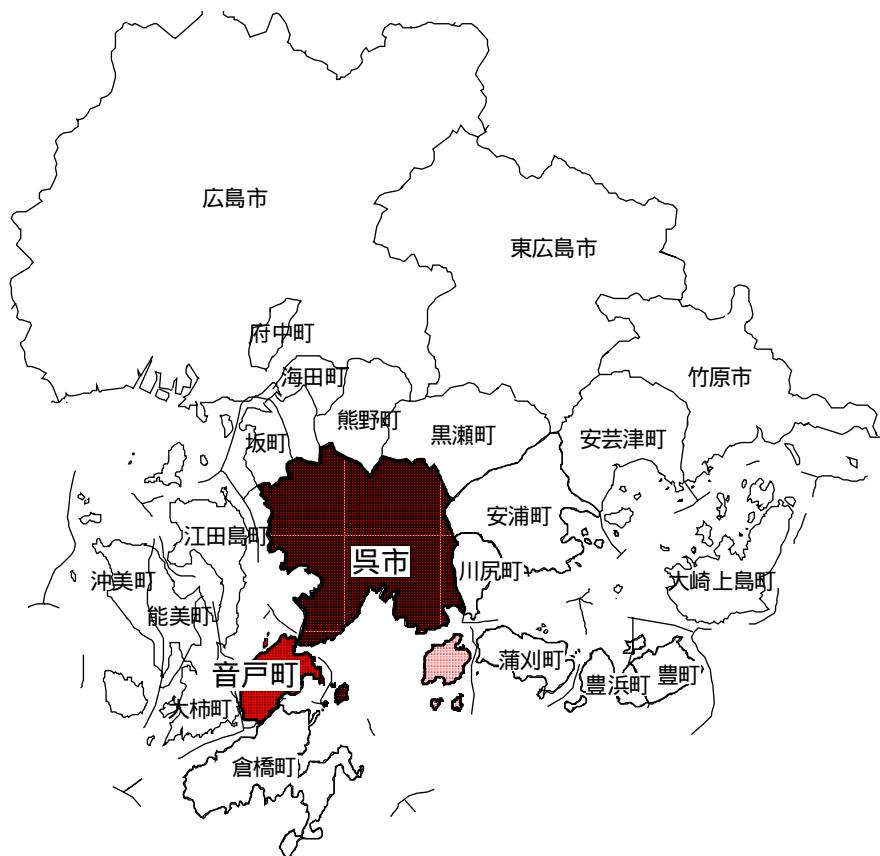 広島市
東広島市
府中町
海田町
竹原市
熊野町
黒瀬町
安芸津町
坂町
安浦町
江田島町
呉市
川尻町
沖美町
大崎上島町
能美町
蒲刈町
音戸町
豊浜町
豊町
大柿町
倉橋町